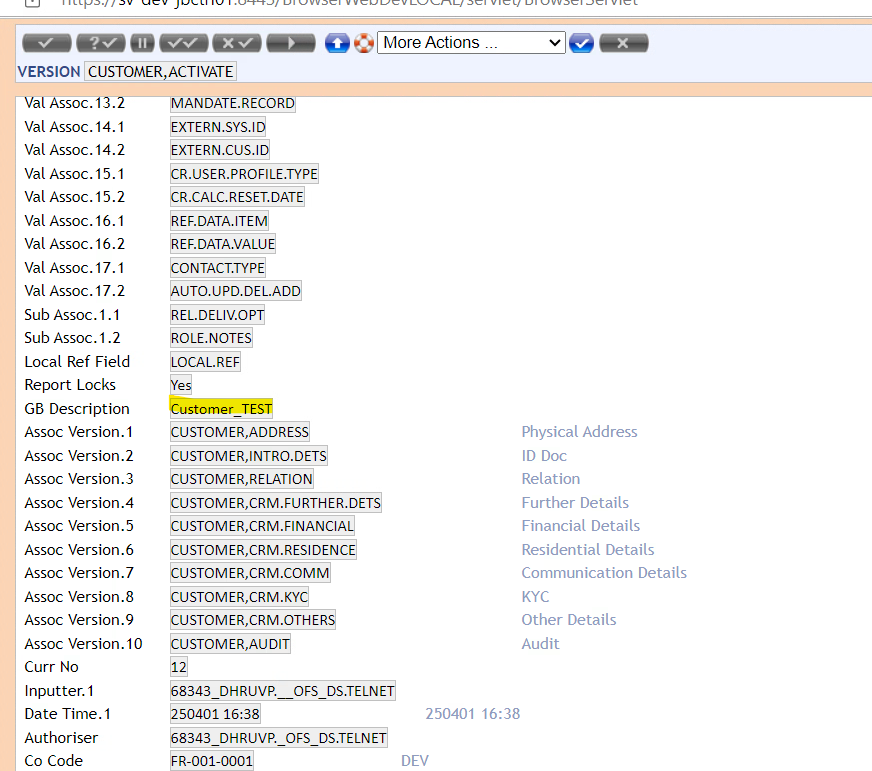 https://sv-dev-jbctn01:8443/BrowserWebDevLOCAL/servlet/BrowserServlet
More Actions ...
VERSION CUSTOMER,ACTIVATE
Val Assoc.13.2 MANDATE.RECORD
Val Assoc.14.1 EXTERN.SYS.ID
Val Assoc.14.2 EXTERN.CUS.ID
Val Assoc.15.1 CR.USER.PROFILE.TYPE
Val Assoc.15.2 CR.CALC.RESET.DATE
Val Assoc.16.1 REF.DATA.ITEM
Val Assoc.16.2 REF.DATA.VALUE
Val Assoc.17.1 CONTACT.TYPE
Val Assoc.17.2 AUTO.UPD.DEL.ADD
Sub Assoc.1.1 REL.DELIV.OPT
Sub Assoc.1.2 ROLE.NOTES
Local Ref Field LOCAL.REF
Report Locks Yes
GB Description Customer_TEST
Assoc Version.1 CUSTOMER,ADDRESS Physical Address
Assoc Version.2 CUSTOMER,INTRO.DETS ID Doc
Assoc Version.3 CUSTOMER,RELATION Relation
Assoc Version.4 CUSTOMER,CRM.FURTHER.DETS Further Details
Assoc Version.5 CUSTOMER,CRM.FINANCIAL Financial Details
Assoc Version.6 CUSTOMER,CRM.RESIDENCE Residential Details
Assoc Version.7 CUSTOMER,CRM.COMM Communication Details
Assoc Version.8 CUSTOMER,CRM.KYC KYC
Assoc Version.9 CUSTOMER,CRM.OTHERS Other Details
Assoc Version.10 CUSTOMER,AUDIT Audit
Curr No 12
Inputter.1 68343_DHRUVP.__OFS_DS.TELNET
Date Time.1 250401 16:38 250401 16:38
Authoriser 68343_DHRUVP._OFS_DS.TELNET
Co Code FR-001-0001 DEV